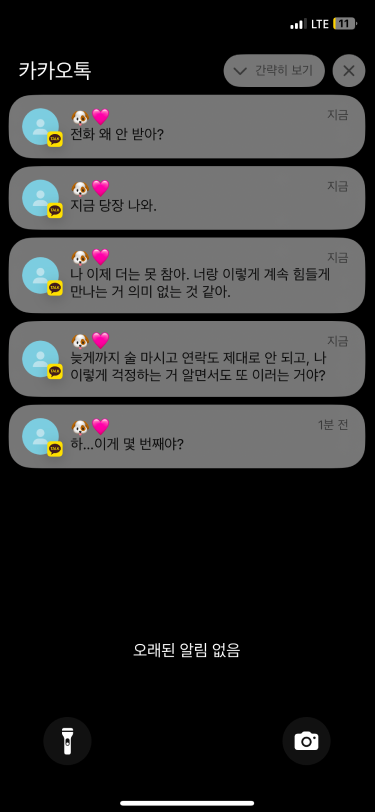 LTE 11
카카오톡
간략히 보기
🐶🩷 지금
전화 왜 안 받아?
🐶🩷 지금
지금 당장 나와.
🐶🩷 지금
나 이제 더는 못 참아. 너랑 이렇게 계속 힘들게
만나는 거 의미 없는 것 같아.
🐶🩷 지금
늦게까지 술 마시고 연락도 제대로 안 되고, 나
이렇게 걱정하는 거 알면서도 또 이러는 거야?
🐶🩷 1분 전
하...이게 몇 번째야?
오래된 알림 없음